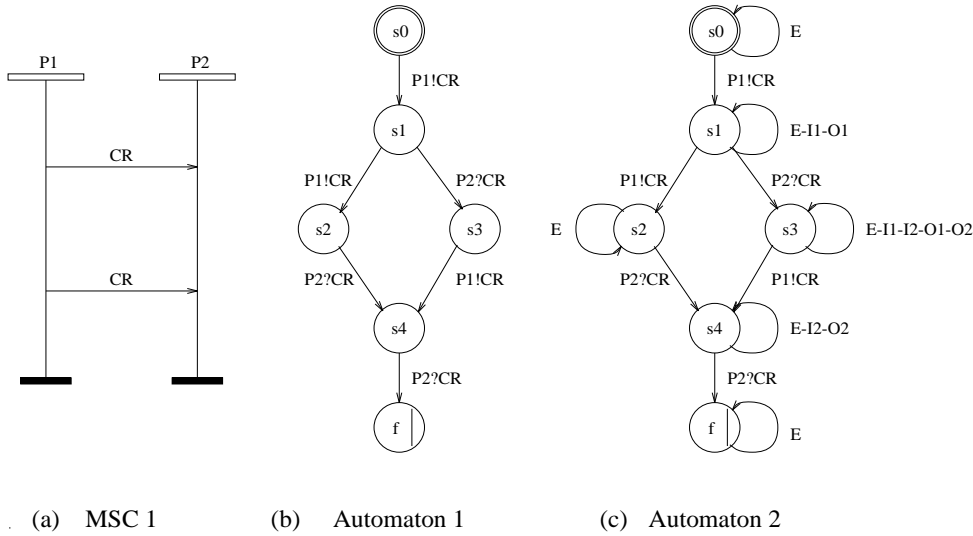 P1 P2
CR
CR
(a) MSC 1
s0
P1!CR
s1
P1!CR P2?CR
s2 s3
P2?CR P1!CR
s4
P2?CR
f
(b) Automaton 1
s0 E
P1!CR
s1 E-I1-O1
P1!CR P2?CR
E s2 s3 E-I1-I2-O1-O2
P2?CR P1!CR
s4 E-I2-O2
P2?CR
f E
(c) Automaton 2